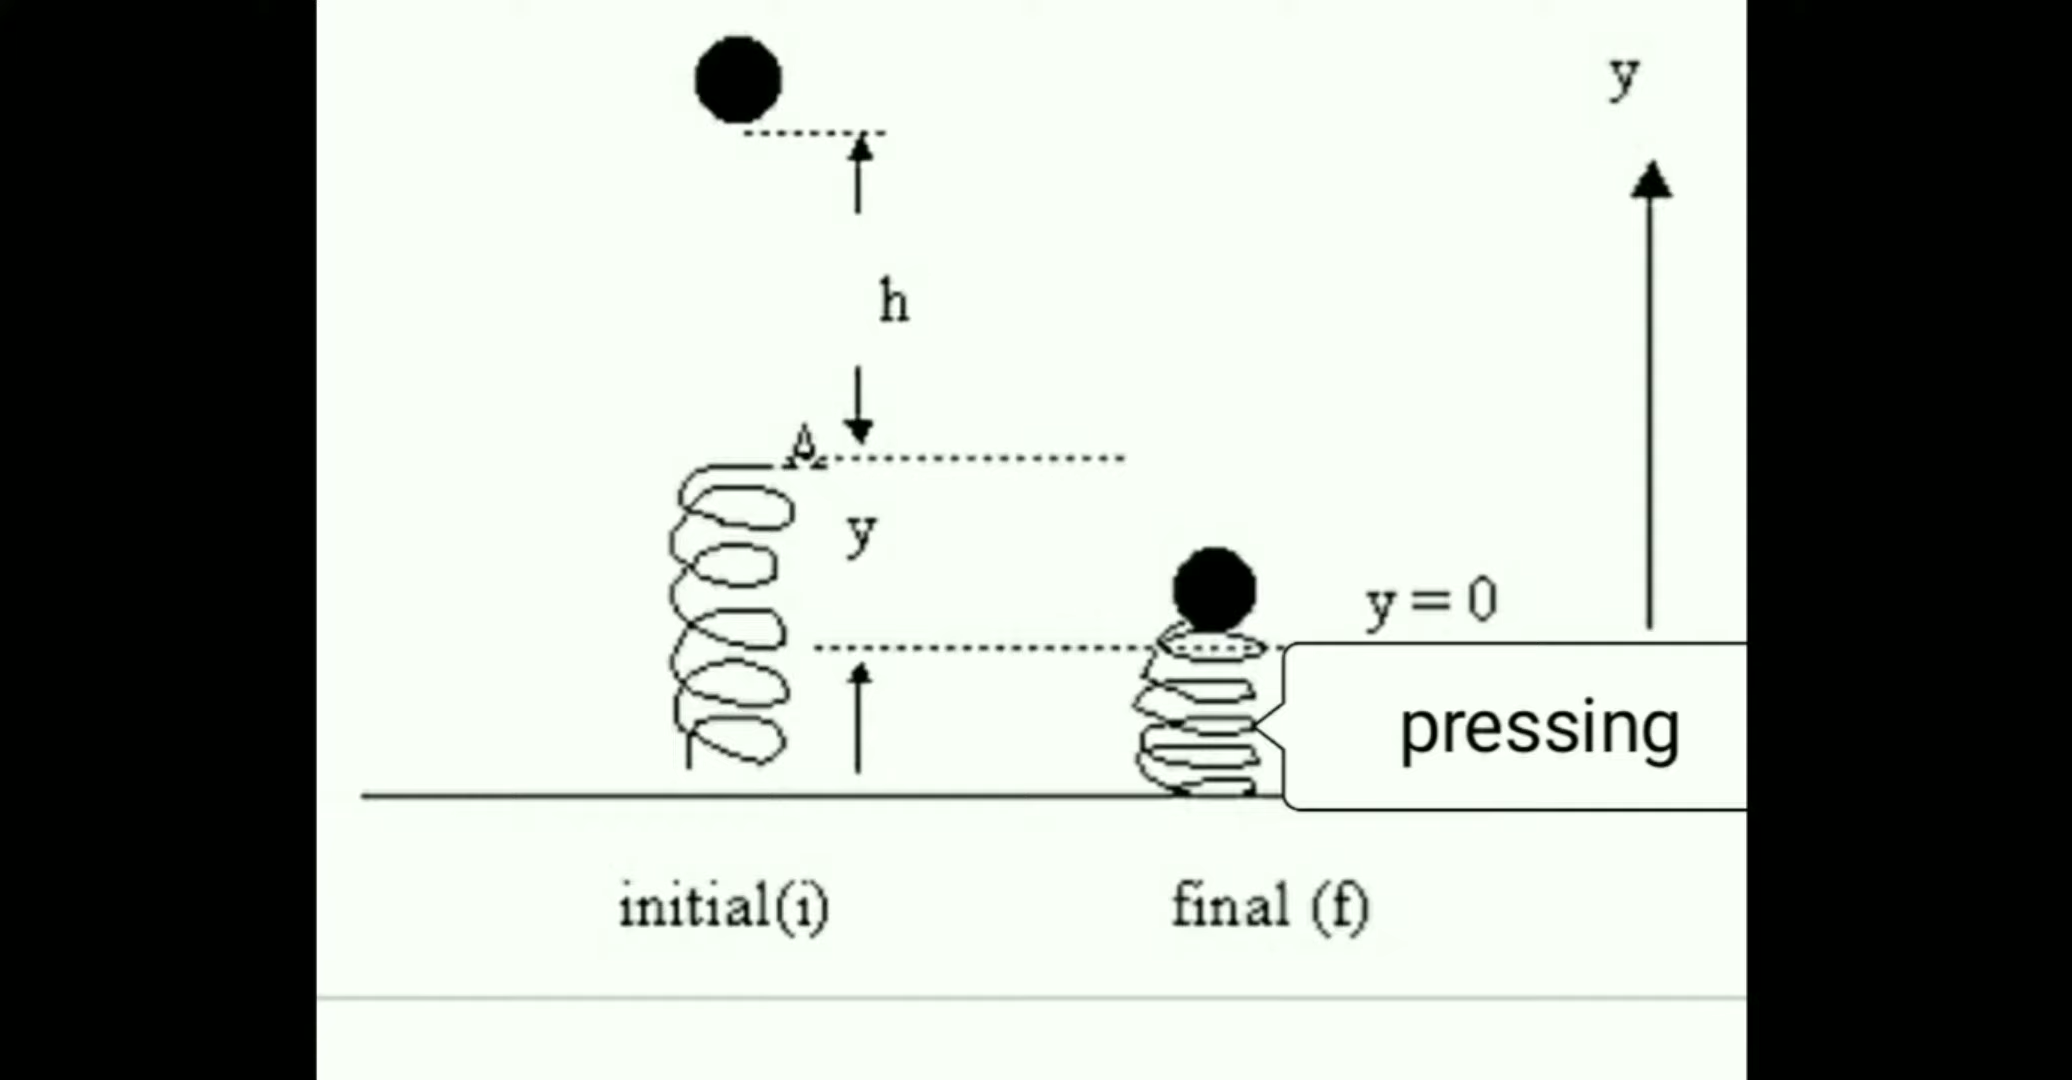 y
h
y
y = 0
pressing
initial(i)
final (f)